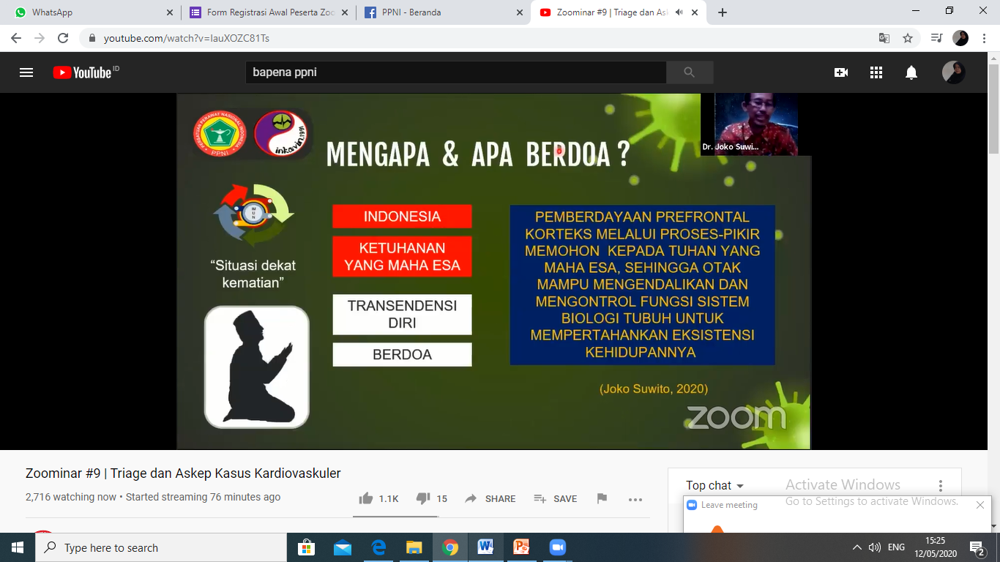 WhatsApp
Form Registrasi Awal Peserta Zoo
PPNI - Beranda
Zoominar #9 | Triage dan As
youtube.com/watch?v=IauXOZC81Ts
YouTube ID
bapena ppni
PERSATUAN PERAWAT NASIONAL INDONESIA
PPNI
inkavin.1991
MENGAPA & APA BERDOA ?
Dr. Joko Suwi...
"Situasi dekat
kematian"
INDONESIA
KETUHANAN
YANG MAHA ESA
TRANSENDENSI
DIRI
BERDOA
PEMBERDAYAAN PREFRONTAL
KORTEKS MELALUI PROSES-PIKIR
MEMOHON KEPADA TUHAN YANG
MAHA ESA, SEHINGGA OTAK
MAMPU MENGENDALIKAN DAN
MENGONTROL FUNGSI SISTEM
BIOLOGI TUBUH UNTUK
MEMPERTAHANKAN EKSISTENSI
KEHIDUPANNYA
(Joko Suwito, 2020)
zoom
Zoominar #9 | Triage dan Askep Kasus Kardiovaskuler
2,716 watching now • Started streaming 76 minutes ago
1.1K
15
SHARE
SAVE
Top chat
Activate Windows
Go to Settings to activate Windows.
Leave meeting
Type here to search
ENG
15:25
12/05/2020
2